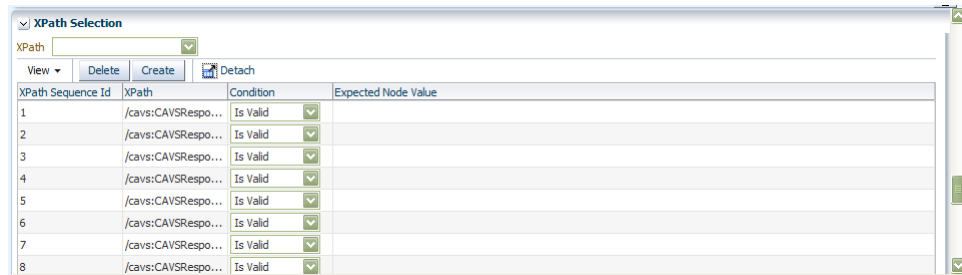 XPath Selection
XPath
View Delete Create Detach
XPath Sequence Id XPath Condition Expected Node Value
1 /cavs:CAVSRespo... Is Valid
2 /cavs:CAVSRespo... Is Valid
3 /cavs:CAVSRespo... Is Valid
4 /cavs:CAVSRespo... Is Valid
5 /cavs:CAVSRespo... Is Valid
6 /cavs:CAVSRespo... Is Valid
7 /cavs:CAVSRespo... Is Valid
8 /cavs:CAVSRespo... Is Valid